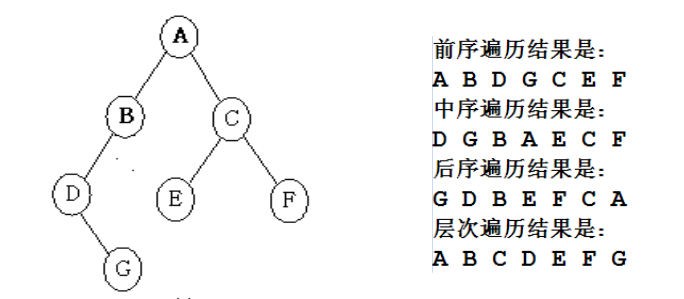 A
B
C
D
E
F
G
前序遍历结果是：
A B D G C E F
中序遍历结果是：
D G B A E C F
后序遍历结果是：
G D B E F C A
层次遍历结果是：
A B C D E F G